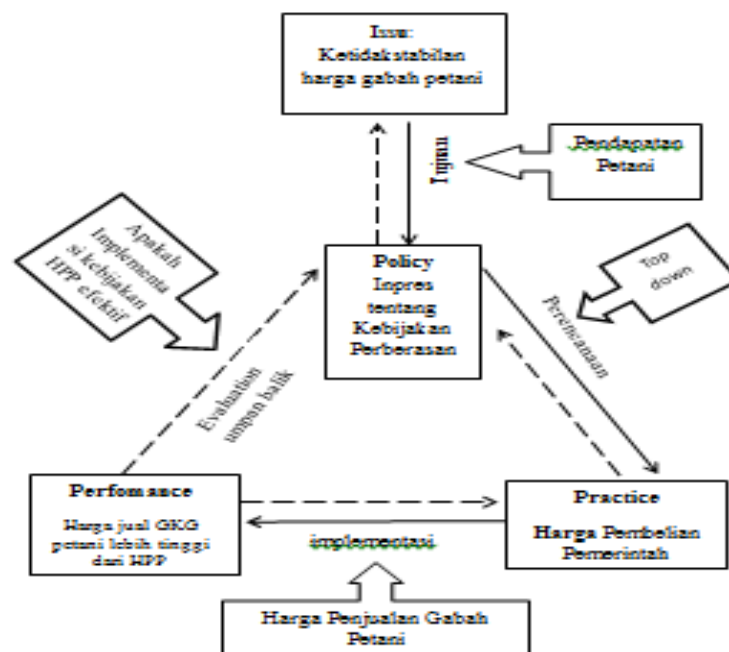 Issu:
Ketidakstabilan
harga gabah petani
Tujuan
Pendapatan
Petani
Apakah
Implementa
si kebijakan
HPP efektif
Policy
Inpres
tentang
Kebijakan
Perberasan
Top
down
Perencanaan
Evaluation
umpan balik
Perfomance
Harga jual GKG
petani lebih tinggi
dari HPP
implementasi
Practice
Harga Pembelian
Pemerintah
Harga Penjualan Gabah
Petani